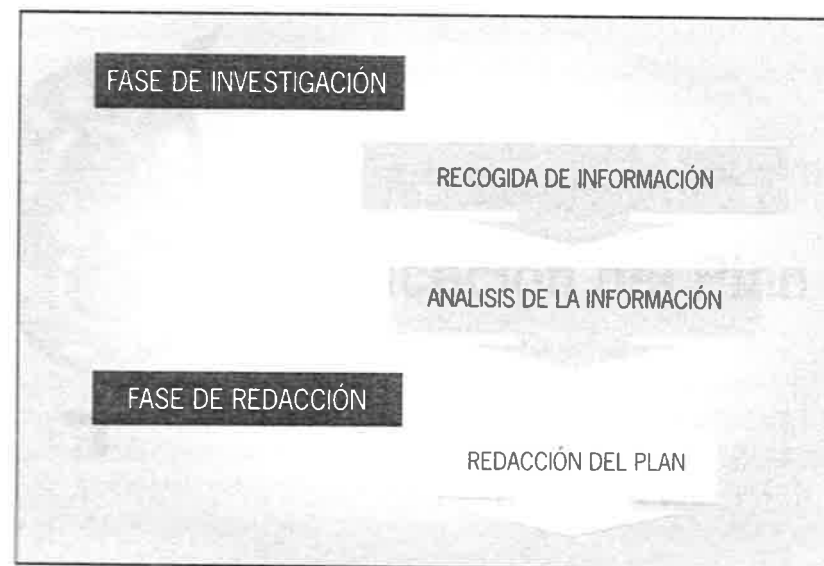 FASE DE INVESTIGACIÓN
RECOGIDA DE INFORMACIÓN
ANALISIS DE LA INFORMACIÓN
FASE DE REDACCIÓN
REDACCIÓN DEL PLAN